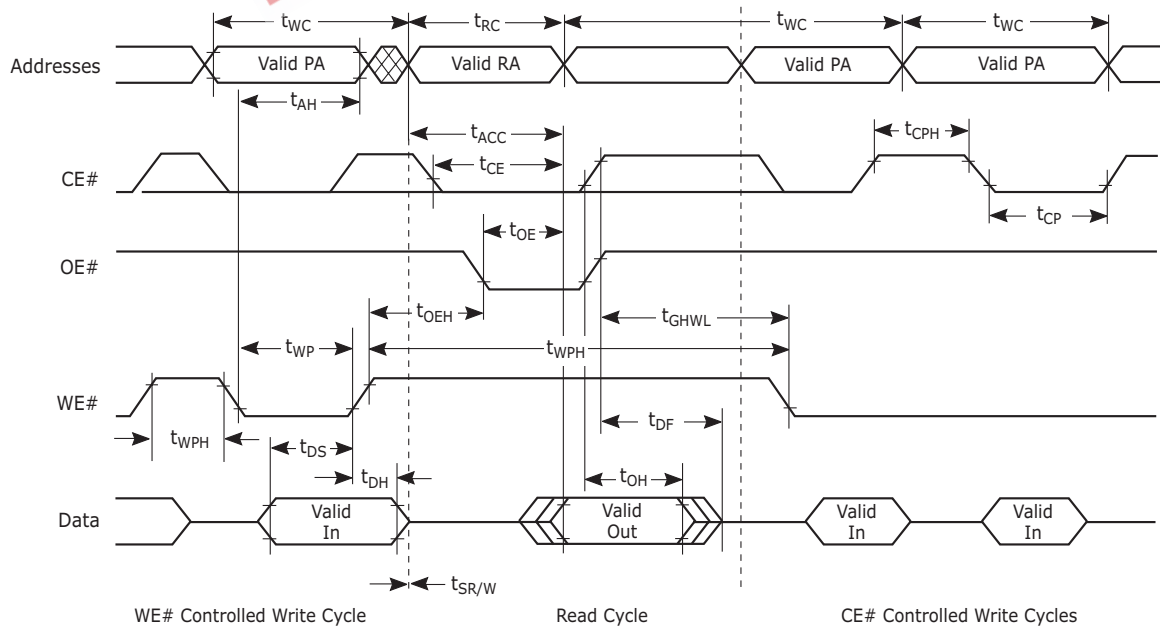 tWC tRC tWC tWC
Addresses Valid PA Valid RA Valid PA Valid PA
tAH
tACC tCPH
tCE
CE#
tCP
tOE
OE#
tOEH tGHWL
tWP tWPH
WE#
tWPH tDS tDF
tDH tOH
Data Valid In Valid Out Valid In Valid In
tSR/W
WE# Controlled Write Cycle Read Cycle CE# Controlled Write Cycles